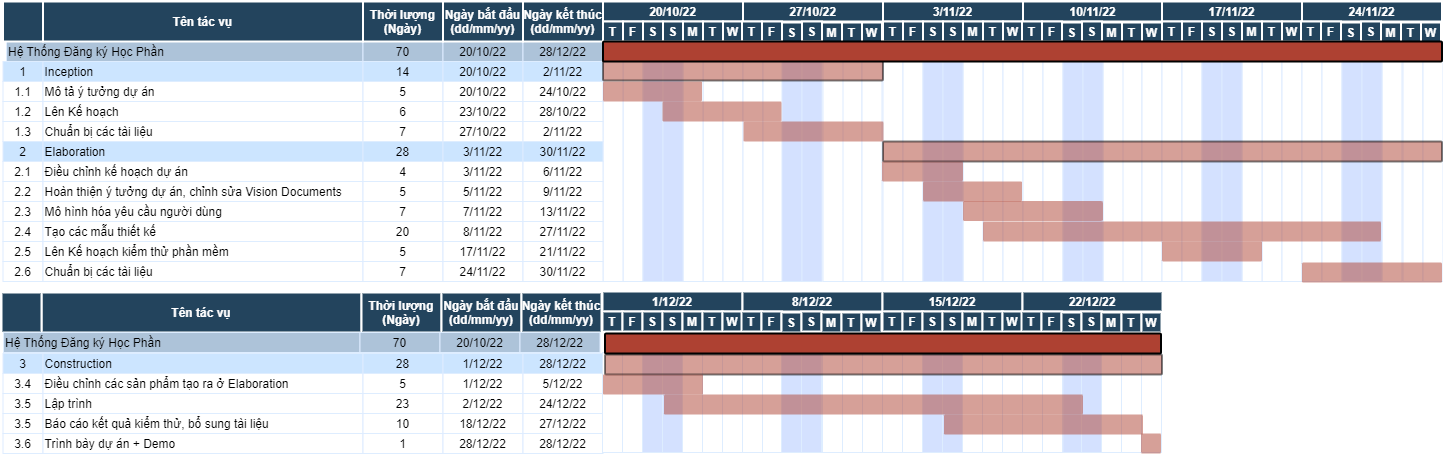 Tên tác vụ Thời lượng (Ngày) Ngày bắt đầu (dd/mm/yy) Ngày kết thúc (dd/mm/yy) 20/10/22 27/10/22 3/11/22 10/11/22 17/11/22 24/11/22
T F S S M T W T F S S M T W T F S S M T W T F S S M T W T F S S M T W T F S S M T W
Hệ Thống Đăng ký Học Phần 70 20/10/22 28/12/22
1 Inception 14 20/10/22 2/11/22
1.1 Mô tả ý tưởng dự án 5 20/10/22 24/10/22
1.2 Lên Kế hoạch 6 23/10/22 28/10/22
1.3 Chuẩn bị các tài liệu 7 27/10/22 2/11/22
2 Elaboration 28 3/11/22 30/11/22
2.1 Điều chỉnh kế hoạch dự án 4 3/11/22 6/11/22
2.2 Hoàn thiện ý tưởng dự án, chỉnh sửa Vision Documents 5 5/11/22 9/11/22
2.3 Mô hình hóa yêu cầu người dùng 7 7/11/22 13/11/22
2.4 Tạo các mẫu thiết kế 20 8/11/22 27/11/22
2.5 Lên Kế hoạch kiểm thử phần mềm 5 17/11/22 21/11/22
2.6 Chuẩn bị các tài liệu 7 24/11/22 30/11/22
Tên tác vụ Thời lượng (Ngày) Ngày bắt đầu (dd/mm/yy) Ngày kết thúc (dd/mm/yy) 1/12/22 8/12/22 15/12/22 22/12/22
T F S S M T W T F S S M T W T F S S M T W T F S S M T W
Hệ Thống Đăng ký Học Phần 70 20/10/22 28/12/22
3 Construction 28 1/12/22 28/12/22
3.4 Điều chỉnh các sản phẩm tạo ra ở Elaboration 5 1/12/22 5/12/22
3.5 Lập trình 23 2/12/22 24/12/22
3.5 Báo cáo kết quả kiểm thử, bổ sung tài liệu 10 18/12/22 27/12/22
3.6 Trình bày dự án + Demo 1 28/12/22 28/12/22